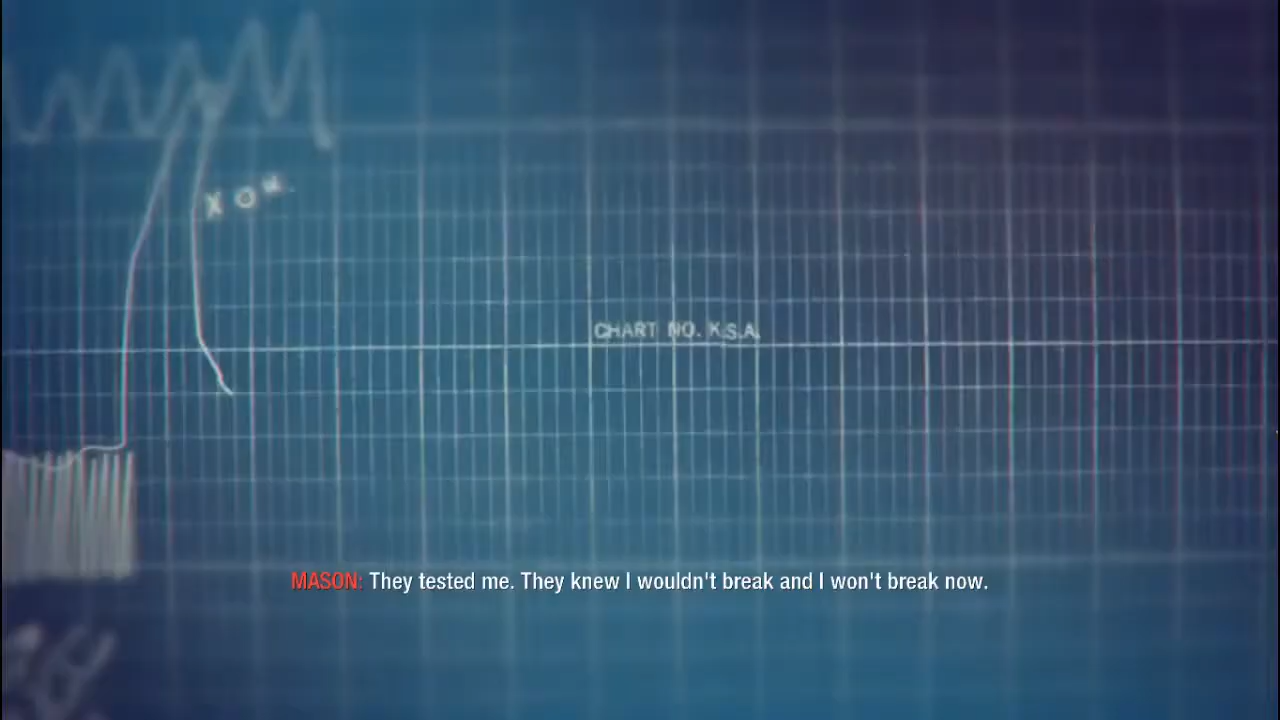 X O
CHART NO. K.S.A.
MASON: They tested me. They knew I wouldn't break and I won't break now.